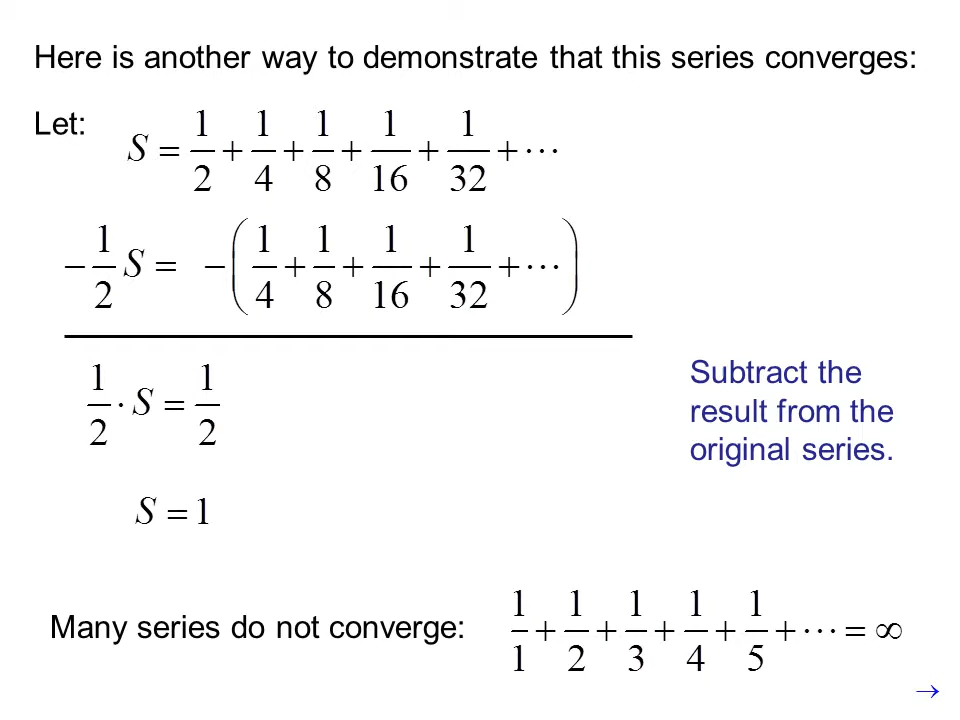 Here is another way to demonstrate that this series converges:
Let:
S = 1/2 + 1/4 + 1/8 + 1/16 + 1/32 + ⋯
− 1/2 S = −(1/4 + 1/8 + 1/16 + 1/32 + ⋯)
1/2 · S = 1/2
Subtract the
result from the
original series.
S = 1
Many series do not converge: 1/1 + 1/2 + 1/3 + 1/4 + 1/5 + ⋯ = ∞
→